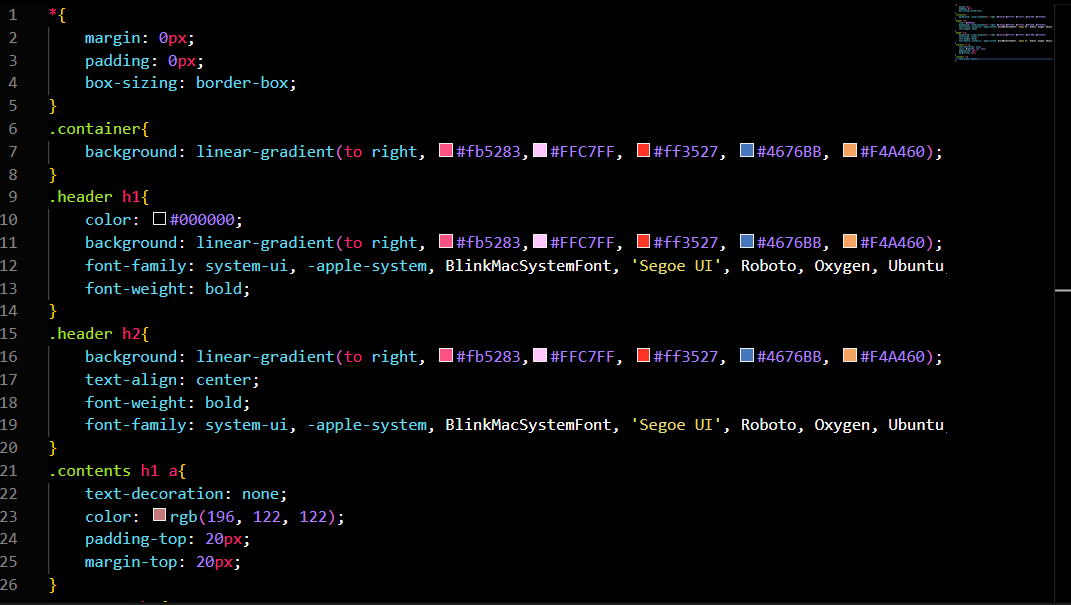 1 *{
2 margin: 0px;
3 padding: 0px;
4 box-sizing: border-box;
5 }
6 .container{
7 background: linear-gradient(to right, #fb5283,#FFC7FF, #ff3527, #4676BB, #F4A460);
8 }
9 .header h1{
10 color: #000000;
11 background: linear-gradient(to right, #fb5283,#FFC7FF, #ff3527, #4676BB, #F4A460);
12 font-family: system-ui, -apple-system, BlinkMacSystemFont, 'Segoe UI', Roboto, Oxygen, Ubuntu
13 font-weight: bold;
14 }
15 .header h2{
16 background: linear-gradient(to right, #fb5283,#FFC7FF, #ff3527, #4676BB, #F4A460);
17 text-align: center;
18 font-weight: bold;
19 font-family: system-ui, -apple-system, BlinkMacSystemFont, 'Segoe UI', Roboto, Oxygen, Ubuntu
20 }
21 .contents h1 a{
22 text-decoration: none;
23 color: rgb(196, 122, 122);
24 padding-top: 20px;
25 margin-top: 20px;
26 }